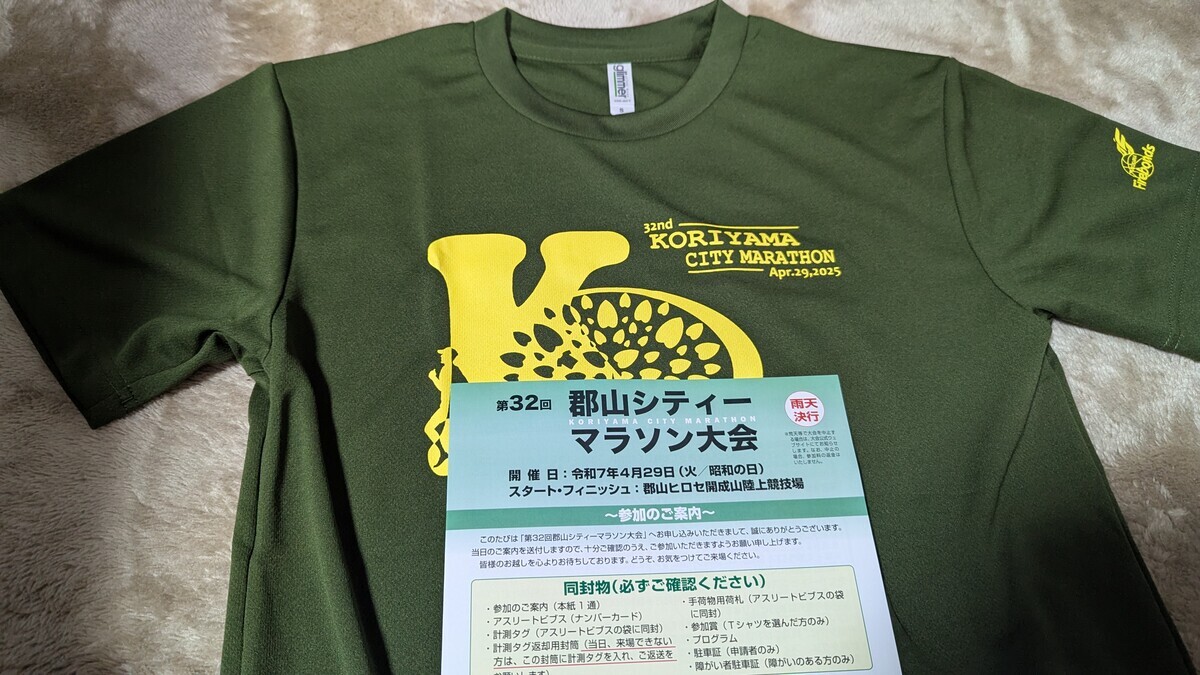 glimmer
S
Firebonds
32nd
KORIYAMA
CITY MARATHON
Apr.29,2025
第32回
郡山シティー
KORIYAMA CITY MARATHON
マラソン大会
雨天
決行
開 催 日：令和7年4月29日（火／昭和の日）
スタート・フィニッシュ：郡山ヒロセ開成山陸上競技場
～参加のご案内～
このたびは「第32回郡山シティーマラソン大会」へお申し込みいただきまして、誠にありがとうございます。
当日のご案内を送付しますので、十分ご確認のうえ、ご参加いただきますようお願い申し上げます。
皆様のお越しを心よりお待ちしております。どうぞ、お気をつけてご来場ください。
同封物（必ずご確認ください）
・参加のご案内（本紙1通）
・アスリートビブス（ナンバーカード）
・計測タグ（アスリートビブスの袋に同封）
・計測タグ返却用封筒（当日、来場できない
方は、この封筒に計測タグを入れ、ご返送を
お願いします）
・手荷物用荷札（アスリートビブスの袋
に同封）
・参加賞（Tシャツを選んだ方のみ）
・プログラム
・駐車証（申請者のみ）
・障がい者駐車証（障がいのある方のみ）